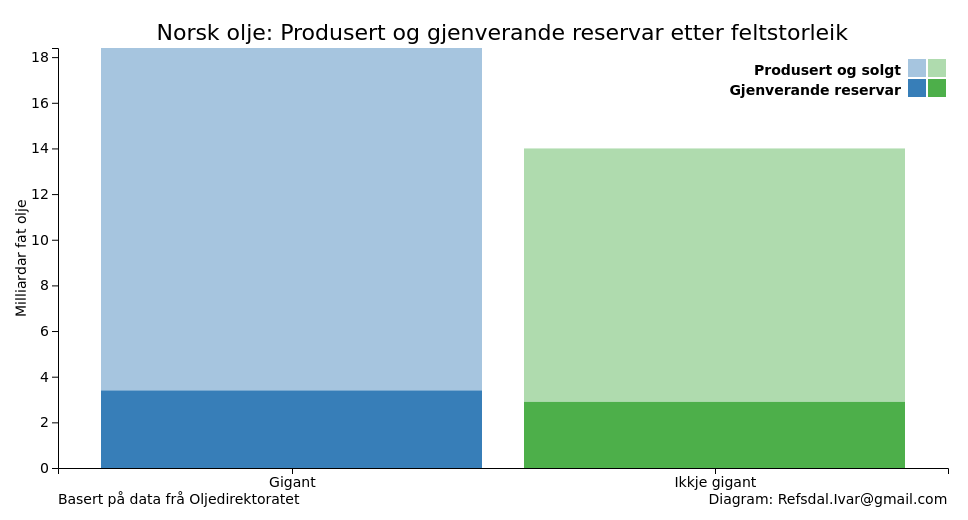 Norsk olje: Produsert og gjenverande reservar etter feltstorleik
Produsert og solgt
Gjenverande reservar
Milliardar fat olje
18
16
14
12
10
8
6
4
2
0
Gigant
Ikkje gigant
Basert på data frå Oljedirektoratet
Diagram: Refsdal.Ivar@gmail.com